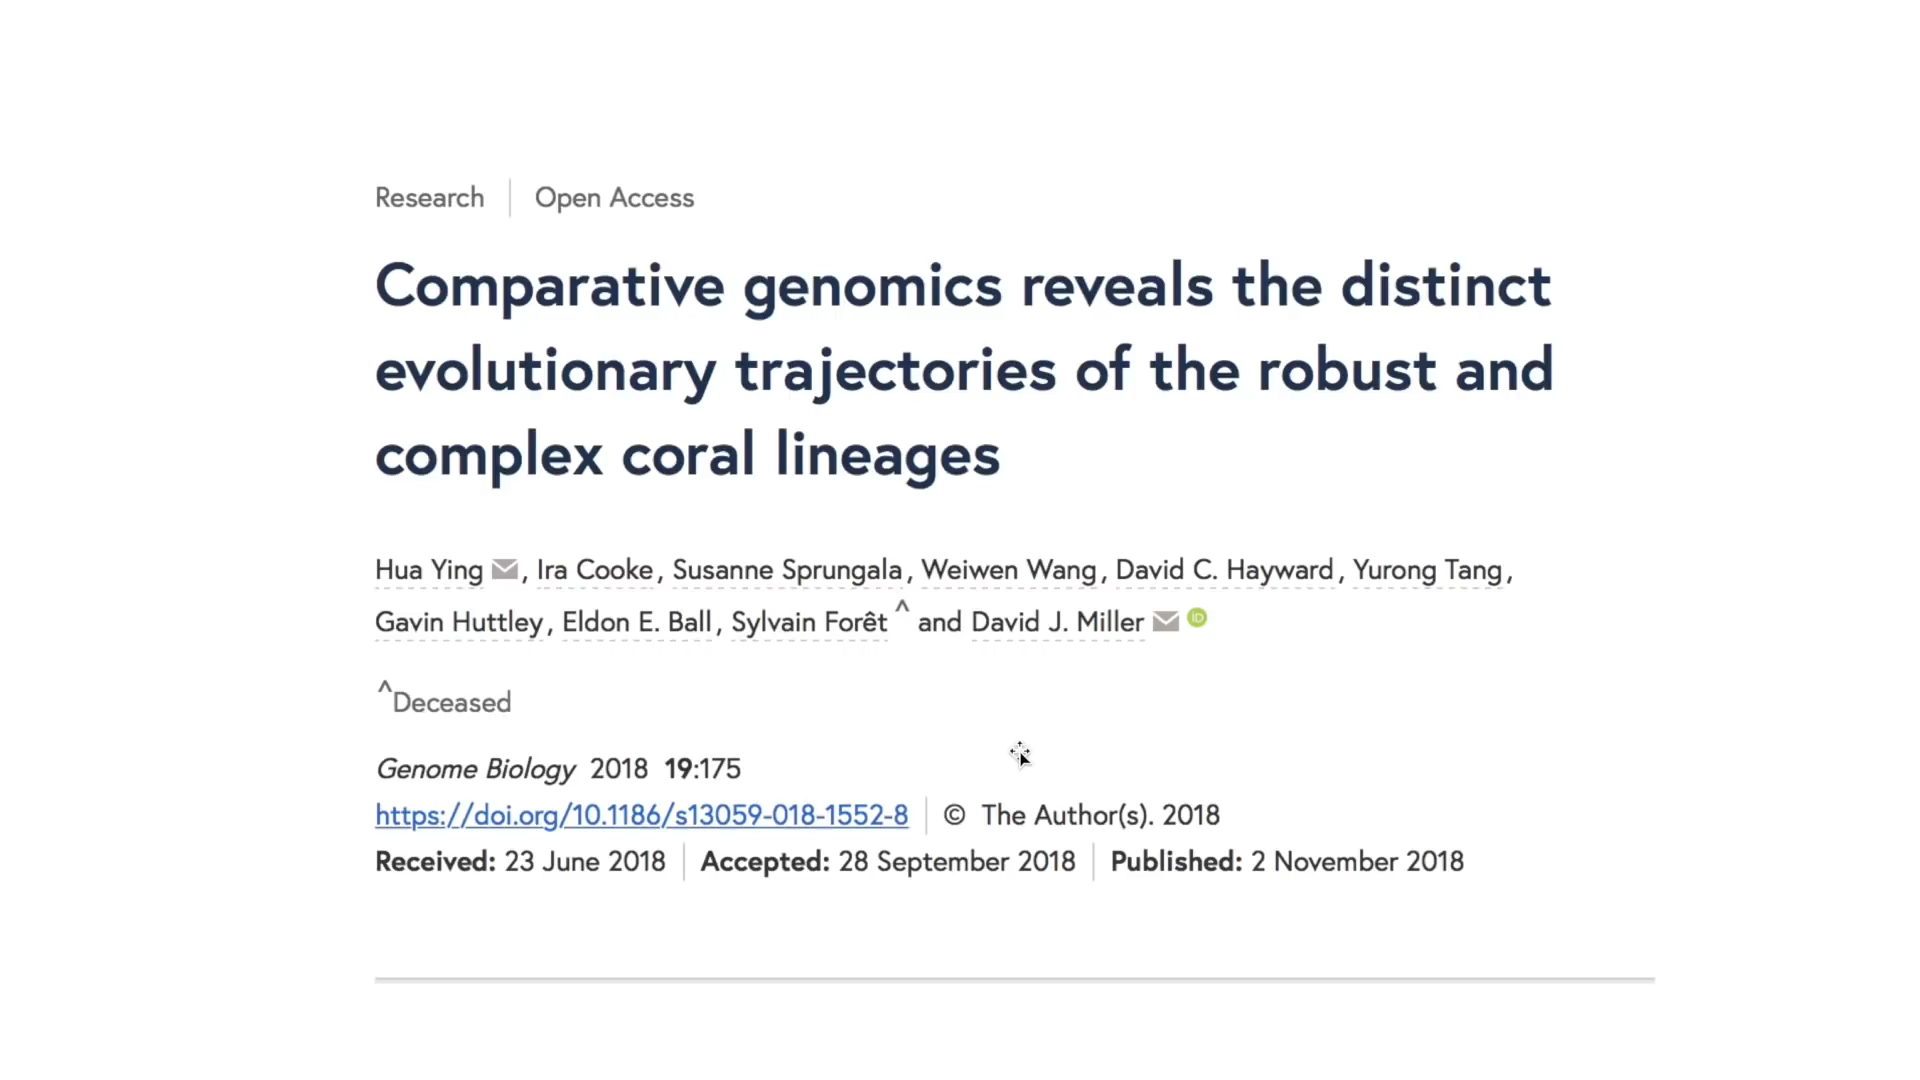 Research | Open Access
Comparative genomics reveals the distinct
evolutionary trajectories of the robust and
complex coral lineages
Hua Ying, Ira Cooke, Susanne Sprungala, Weiwen Wang, David C. Hayward, Yurong Tang,
Gavin Huttley, Eldon E. Ball, Sylvain Forêt ^ and David J. Miller iD
^Deceased
Genome Biology 2018 19:175
https://doi.org/10.1186/s13059-018-1552-8 | © The Author(s). 2018
Received: 23 June 2018 | Accepted: 28 September 2018 | Published: 2 November 2018